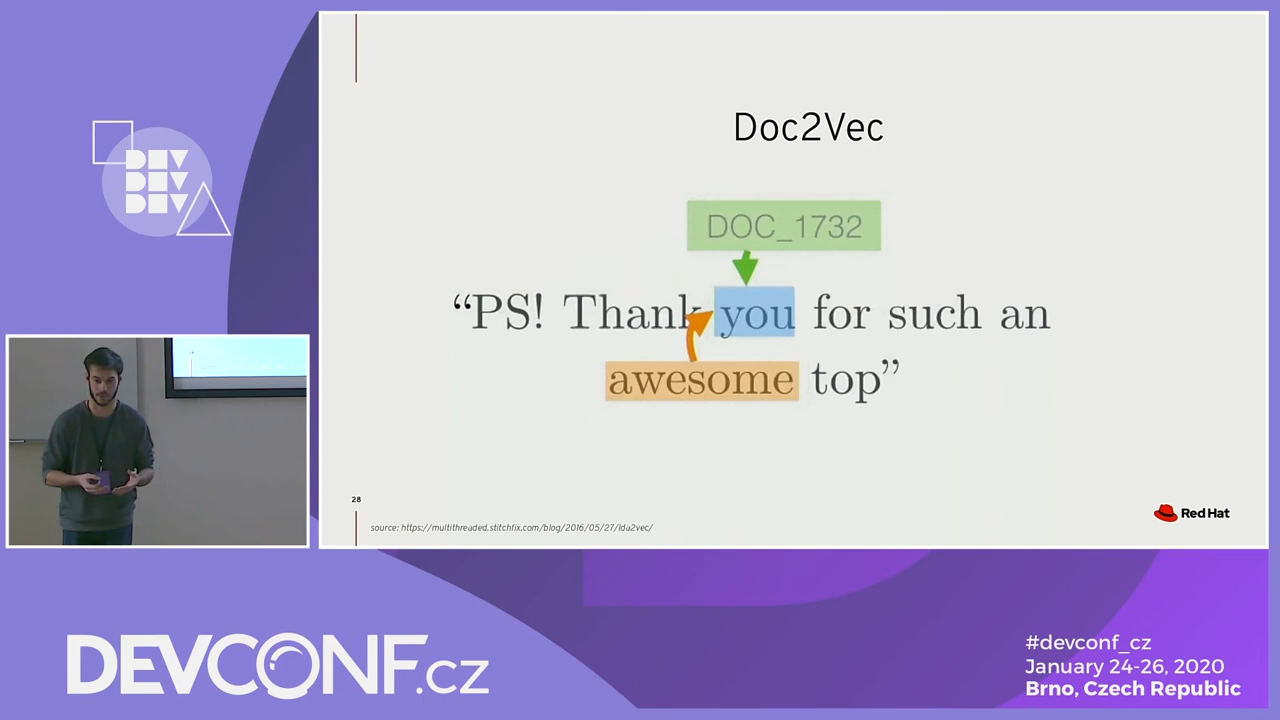 DEV
DEV
DEV
Doc2Vec
DOC_1732
“PS! Thank you for such an
awesome top”
28
source: https://multithreaded.stitchfix.com/blog/2016/05/27/lda2vec/
Red Hat
DEVCONF.cz
#devconf_cz
January 24-26, 2020
Brno, Czech Republic